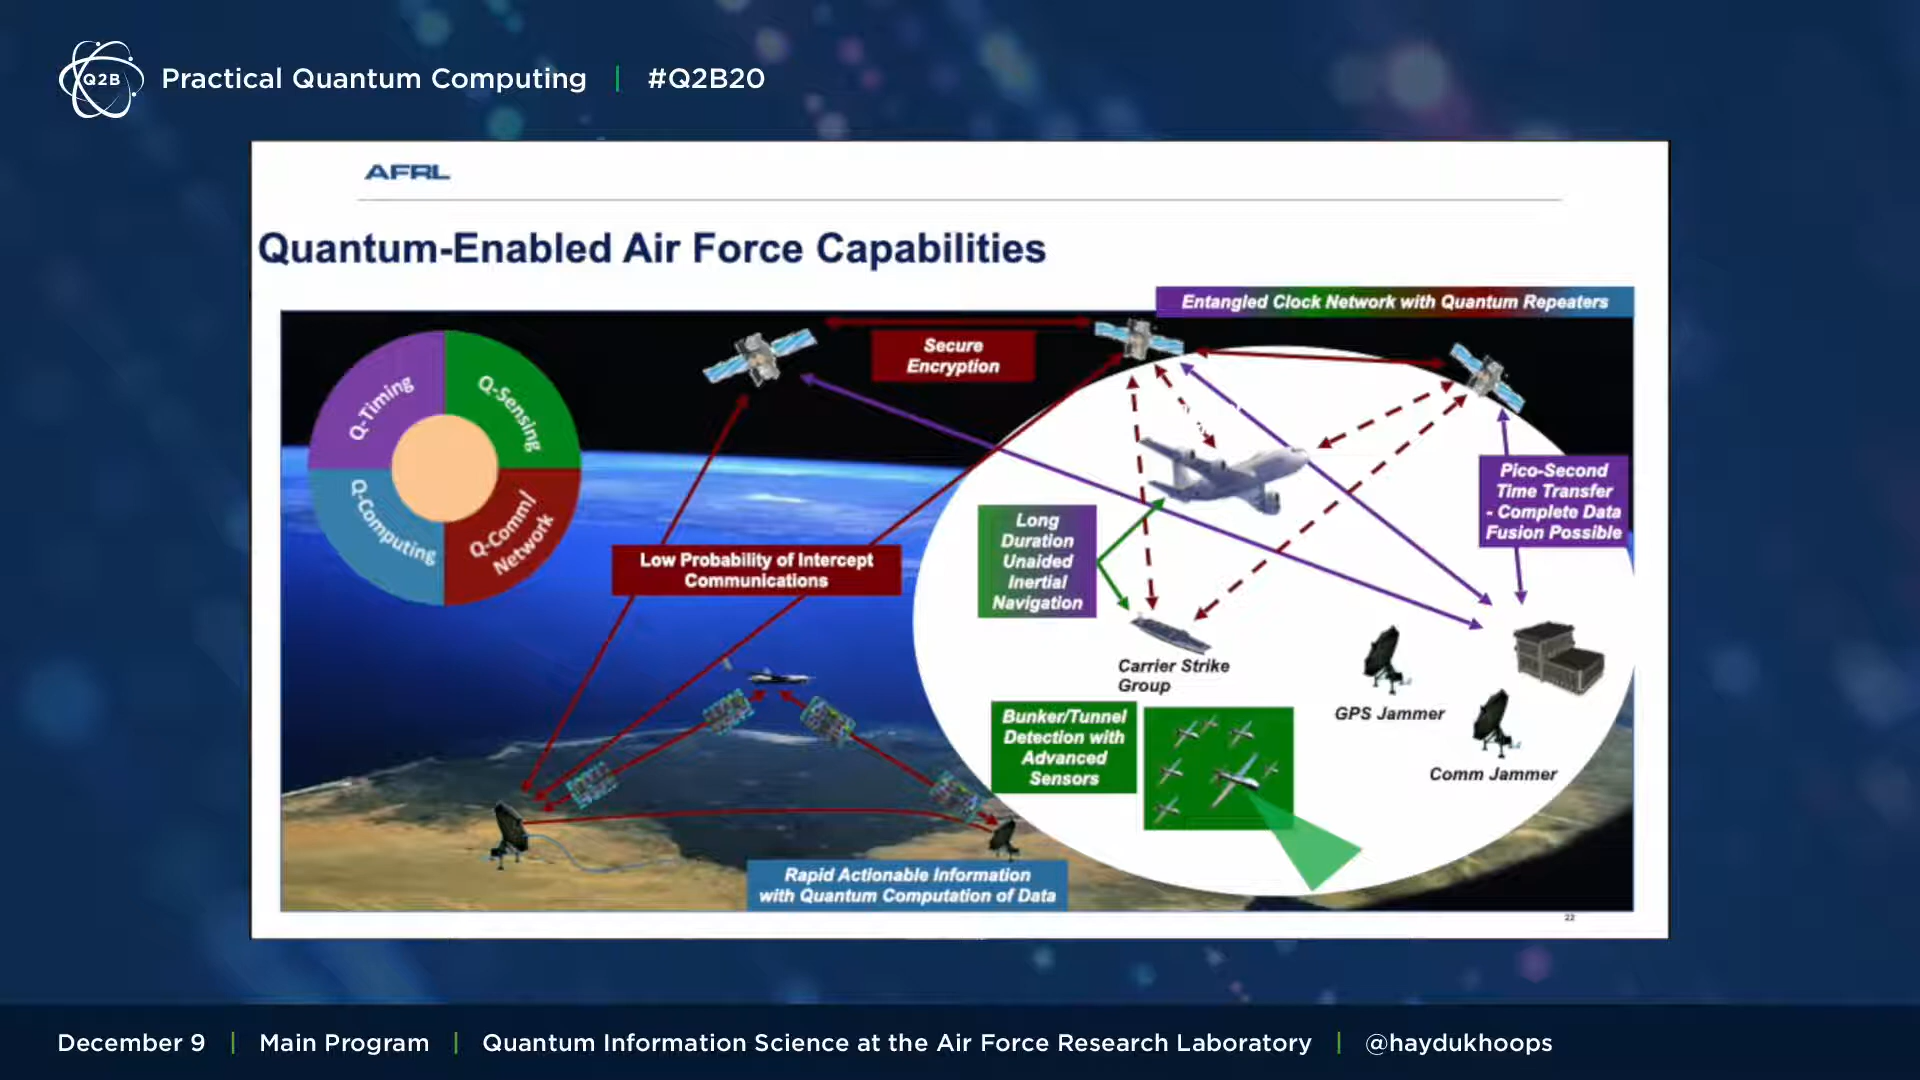 Q2B
Practical Quantum Computing | #Q2B20
AFRL
Quantum-Enabled Air Force Capabilities
Entangled Clock Network with Quantum Repeaters
Secure
Encryption
Q-Timing
Q-Sensing
Q-Computing
Q-Comm/
Network
Pico-Second
Time Transfer
- Complete Data
Fusion Possible
Long
Duration
Unaided
Inertial
Navigation
Low Probability of Intercept
Communications
Carrier Strike
Group
GPS Jammer
Bunker/Tunnel
Detection with
Advanced
Sensors
Comm Jammer
Rapid Actionable Information
with Quantum Computation of Data
22
December 9 | Main Program | Quantum Information Science at the Air Force Research Laboratory | @haydukhoops